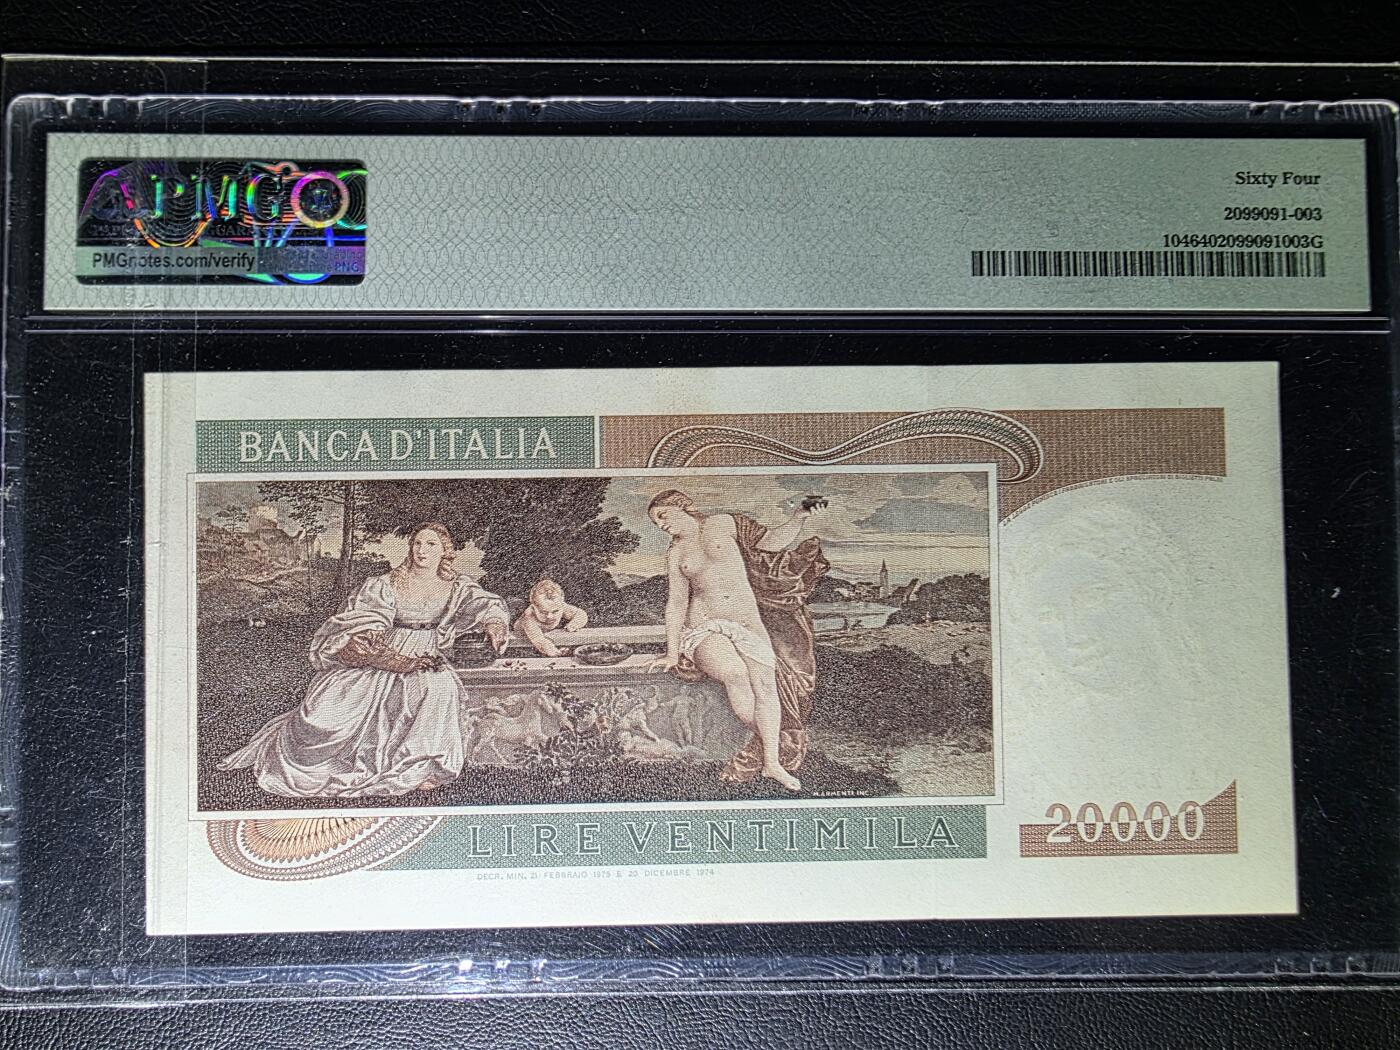 PMG
PMGnotes.com/verify
Sixty Four
2099091-003
1046402099091003G
BANCA D'ITALIA
M. ARMENTI INC.
LIRE VENTIMILA
20000
DECR. MIN. 21 FEBBRAIO 1975 E 20 DICEMBRE 1974